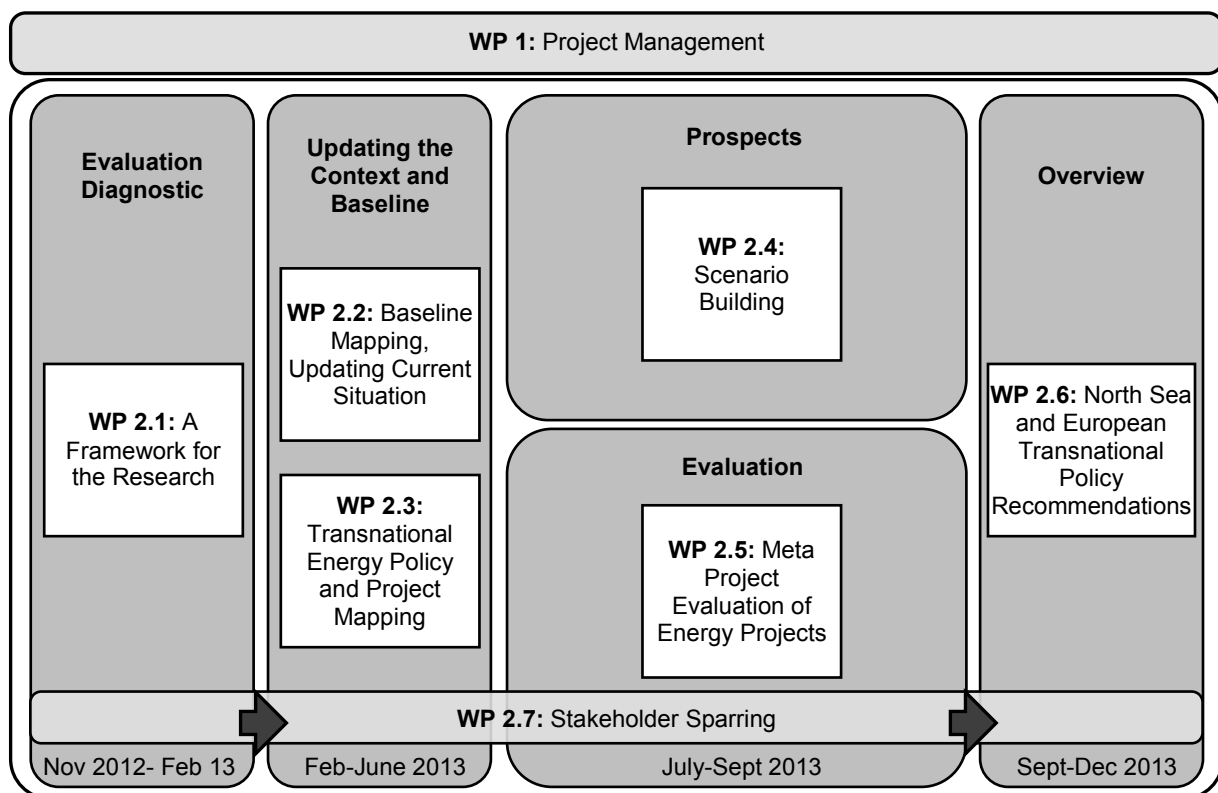 WP 1: Project Management
Evaluation
Diagnostic
WP 2.1: A
Framework for
the Research
Updating the
Context and
Baseline
WP 2.2: Baseline
Mapping,
Updating Current
Situation
WP 2.3:
Transnational
Energy Policy
and Project
Mapping
Prospects
WP 2.4:
Scenario
Building
Evaluation
WP 2.5: Meta
Project
Evaluation of
Energy Projects
Overview
WP 2.6: North Sea
and European
Transnational
Policy
Recommendations
WP 2.7: Stakeholder Sparring
Nov 2012- Feb 13
Feb-June 2013
July-Sept 2013
Sept-Dec 2013